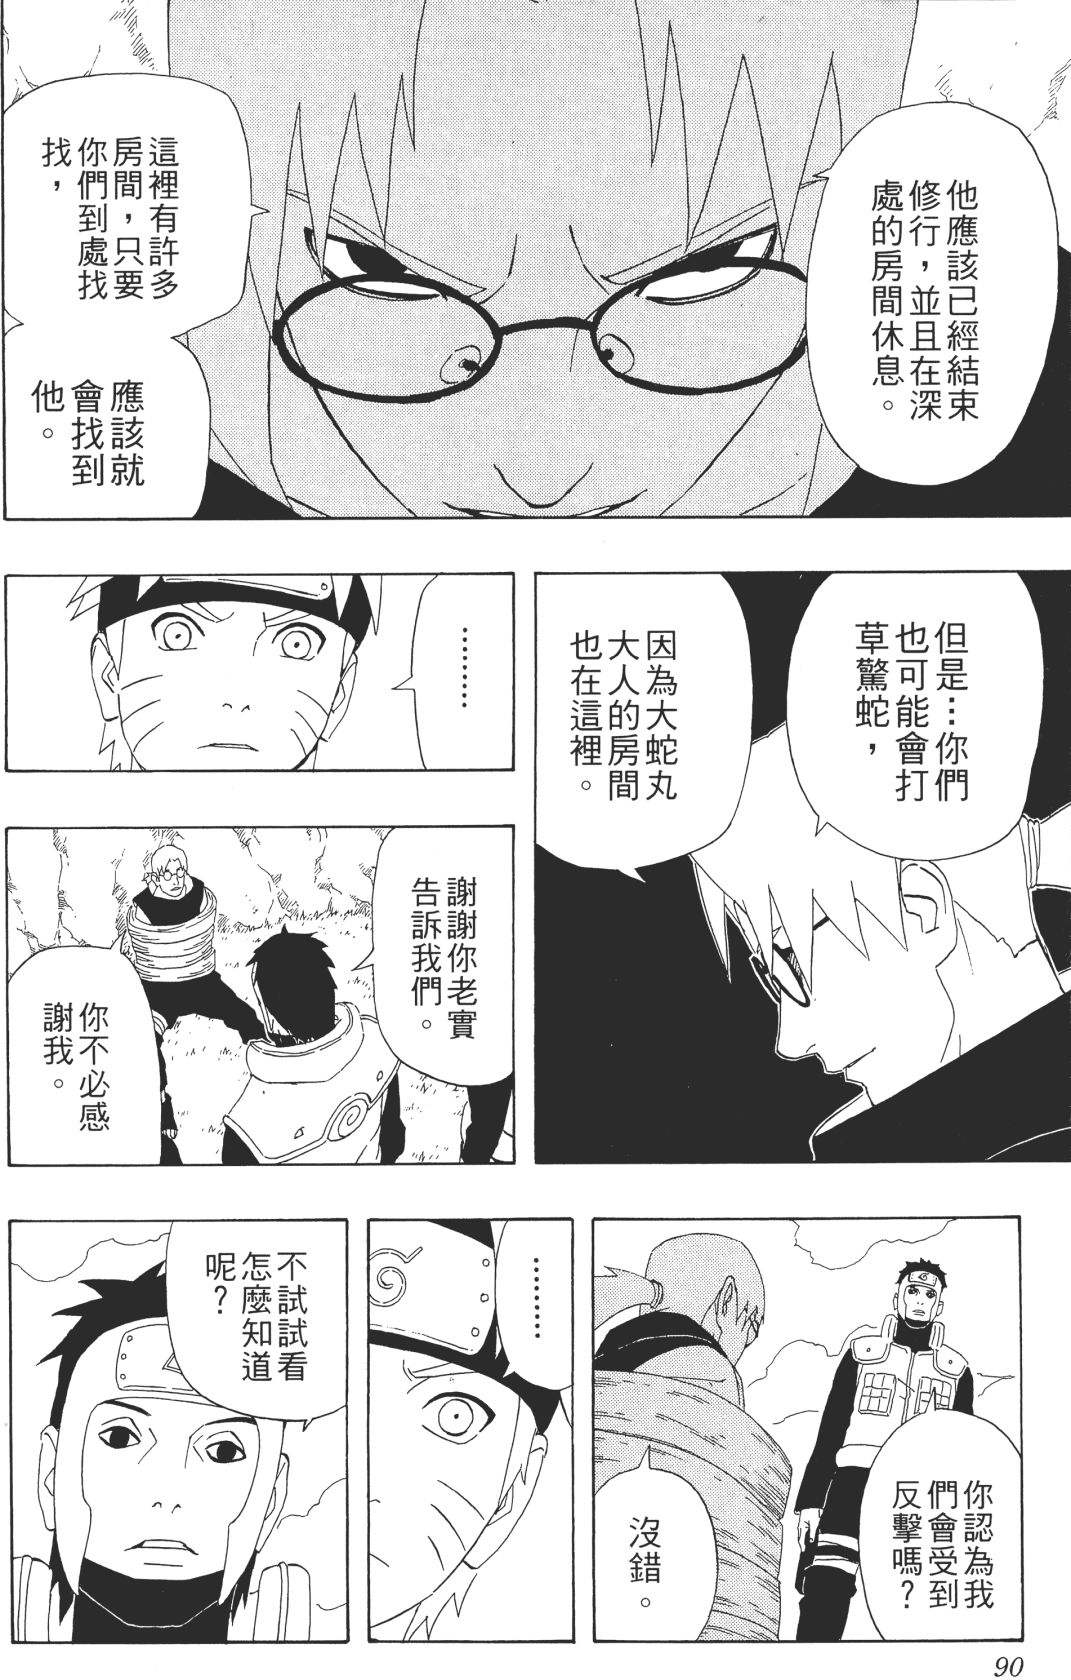 他應該已經結束
修行，並且在深
處的房間休息。
這裡有許多
房間，只要
你們到處找
找，
應該就
會找到
他。
但是…你們
也可能會打
草驚蛇，
因為大蛇丸
大人的房間
也在這裡。
………
謝謝你老實
告訴我們。
你不必感
謝我。
你認為我
們會受到
反擊嗎？
沒錯。
………
不試試看
怎麼知道
呢？
90